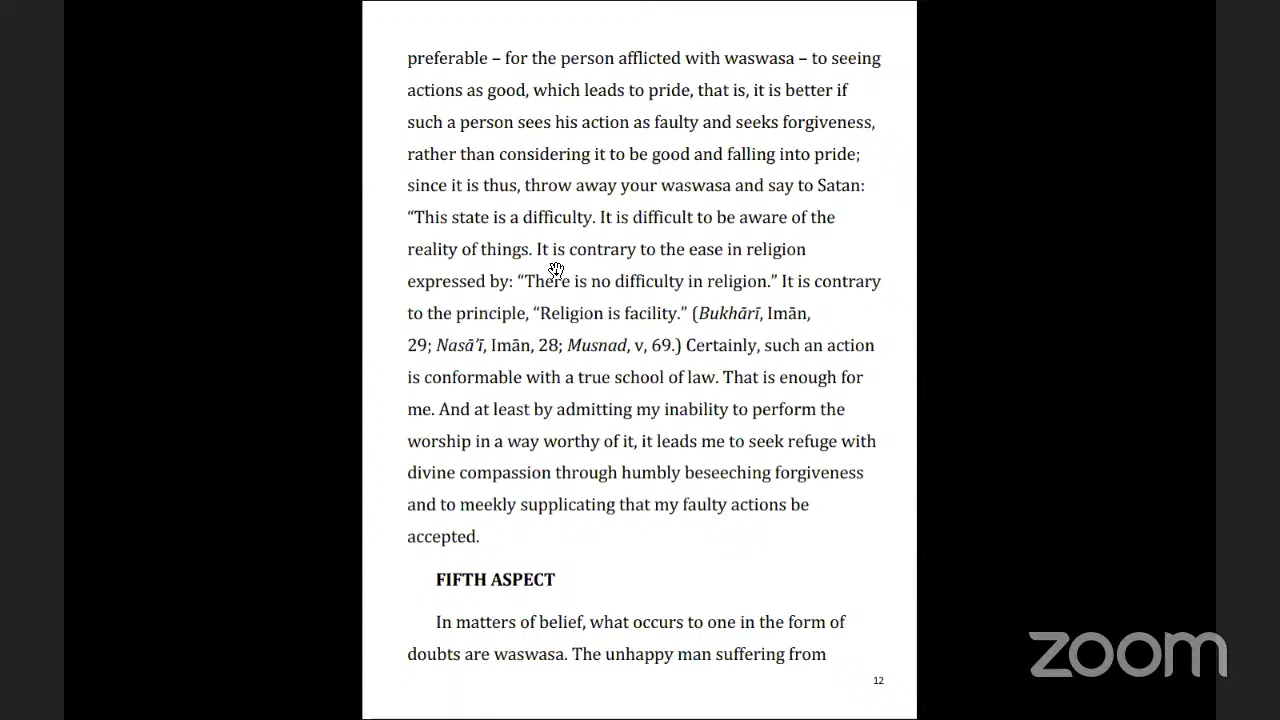 preferable – for the person afflicted with waswasa – to seeing
actions as good, which leads to pride, that is, it is better if
such a person sees his action as faulty and seeks forgiveness,
rather than considering it to be good and falling into pride;
since it is thus, throw away your waswasa and say to Satan:
“This state is a difficulty. It is difficult to be aware of the
reality of things. It is contrary to the ease in religion
expressed by: “There is no difficulty in religion.” It is contrary
to the principle, “Religion is facility.” (Bukhārī, Imān,
29; Nasā’ī, Imān, 28; Musnad, v, 69.) Certainly, such an action
is conformable with a true school of law. That is enough for
me. And at least by admitting my inability to perform the
worship in a way worthy of it, it leads me to seek refuge with
divine compassion through humbly beseeching forgiveness
and to meekly supplicating that my faulty actions be
accepted.
FIFTH ASPECT
In matters of belief, what occurs to one in the form of
doubts are waswasa. The unhappy man suffering from
12
zoom